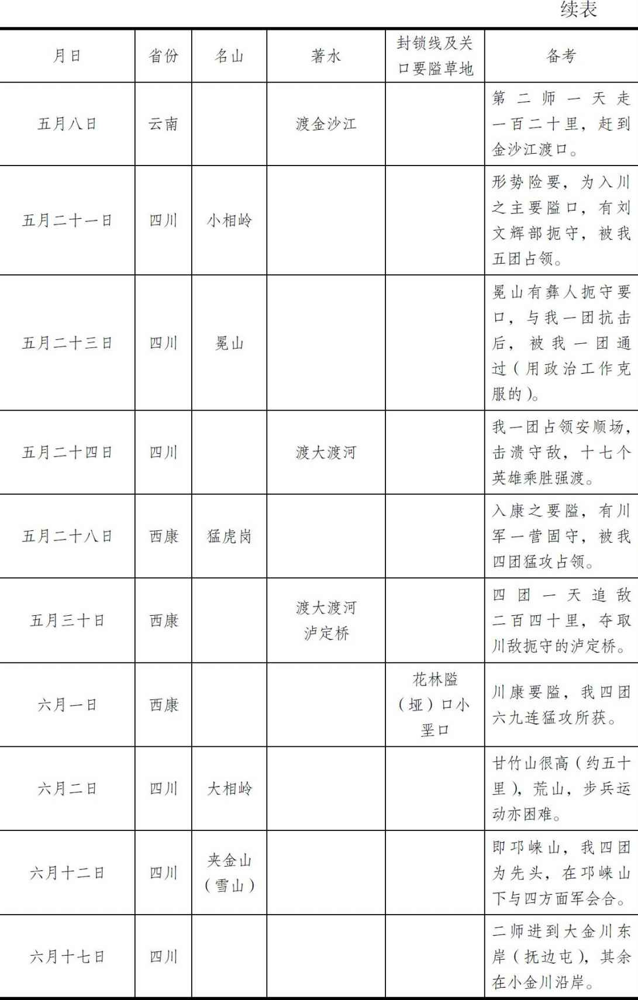 续表
月日 省份 名山 著水 封锁线及关口要隘草地 备考
五月八日 云南 渡金沙江
第二师一天走
一百二十里，赶到
金沙江渡口。
五月二十一日 四川 小相岭
形势险要，为入川
之主要隘口，有刘
文辉部扼守，被我
五团占领。
五月二十三日 四川 冕山
冕山有彝人扼守要
口，与我一团抗击
后，被我一团通
过（用政治工作克
服的）。
五月二十四日 四川 渡大渡河
我一团占领安顺场，
击溃守敌，十七个
英雄乘胜强渡。
五月二十八日 西康 猛虎岗
入康之要隘，有川
军一营固守，被我
四团猛攻占领。
五月三十日 西康
渡大渡河
泸定桥
四团一天追敌
二百四十里，夺取
川敌扼守的泸定桥。
六月一日 西康
花林隘
（垭）口小
垩口
川康要隘，我四团
六九连猛攻所获。
六月二日 四川 大相岭
甘竹山很高（约五十
里），荒山，步兵运
动亦困难。
六月十二日 四川
夹金山
（雪山）
即邛崃山，我四团
为先头，在邛崃山
下与四方面军会合。
六月十七日 四川
二师进到大金川东
岸（抚边屯），其余
在小金川沿岸。